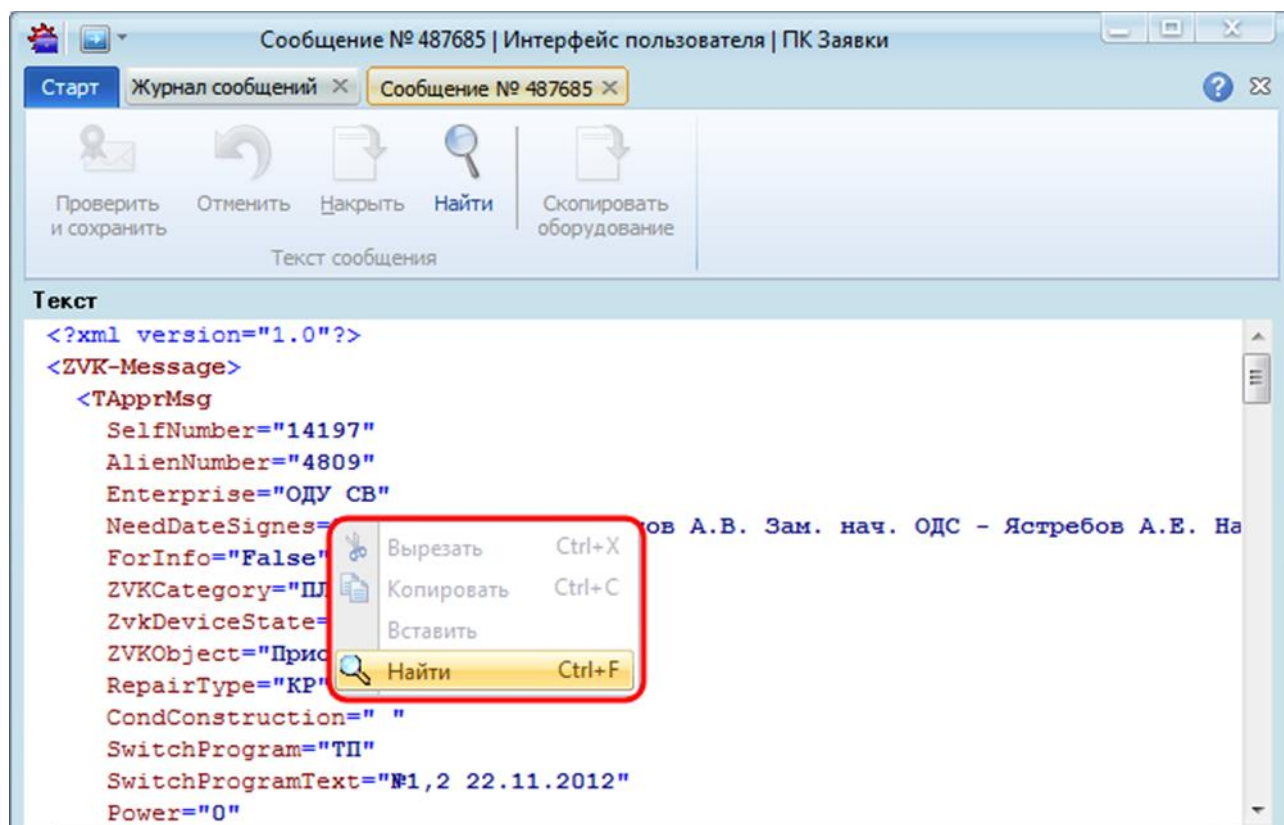 Сообщение № 487685 | Интерфейс пользователя | ПК Заявки
Старт Журнал сообщений Сообщение № 487685
Проверить и сохранить
Отменить
Накрыть
Найти
Скопировать оборудование
Текст сообщения
Текст
<?xml version="1.0"?>
<ZVK-Message>
<TApprMsg
SelfNumber="14197"
AlienNumber="4809"
Enterprise="ОДУ СВ"
NeedDateSignes= ов А.В. Зам. нач. ОДС - Ястребов А.Е. На
ForInfo="False"
ZVKCategory="ПЛ
ZvkDeviceState=
ZVKObject="Прис
RepairType="КР"
CondConstruction=" "
SwitchProgram="ТП"
SwitchProgramText="№1,2 22.11.2012"
Power="0"
Вырезать Ctrl+X
Копировать Ctrl+C
Вставить
Найти Ctrl+F